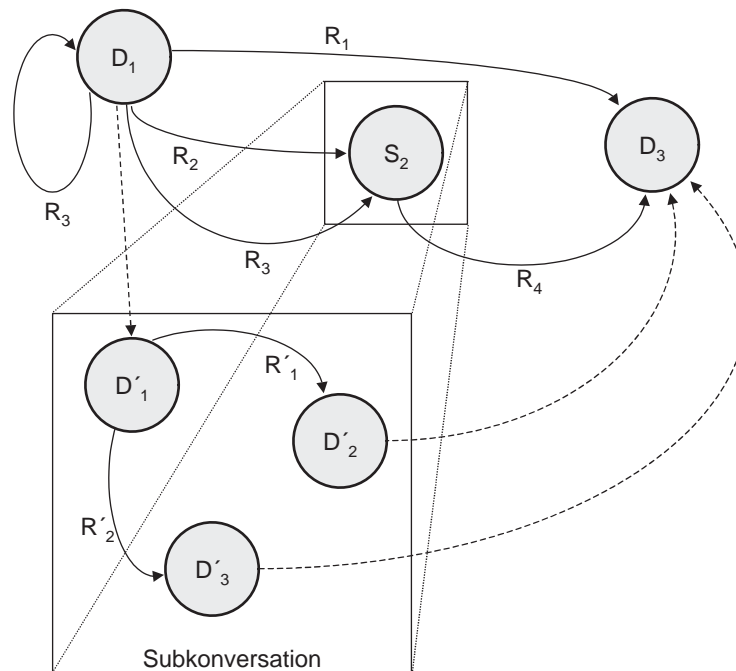 D₁
R₁
R₂
S₂
D₃
R₃
R₃
R₄
D´₁
R´₁
D´₂
R´₂
D´₃
Subkonversation